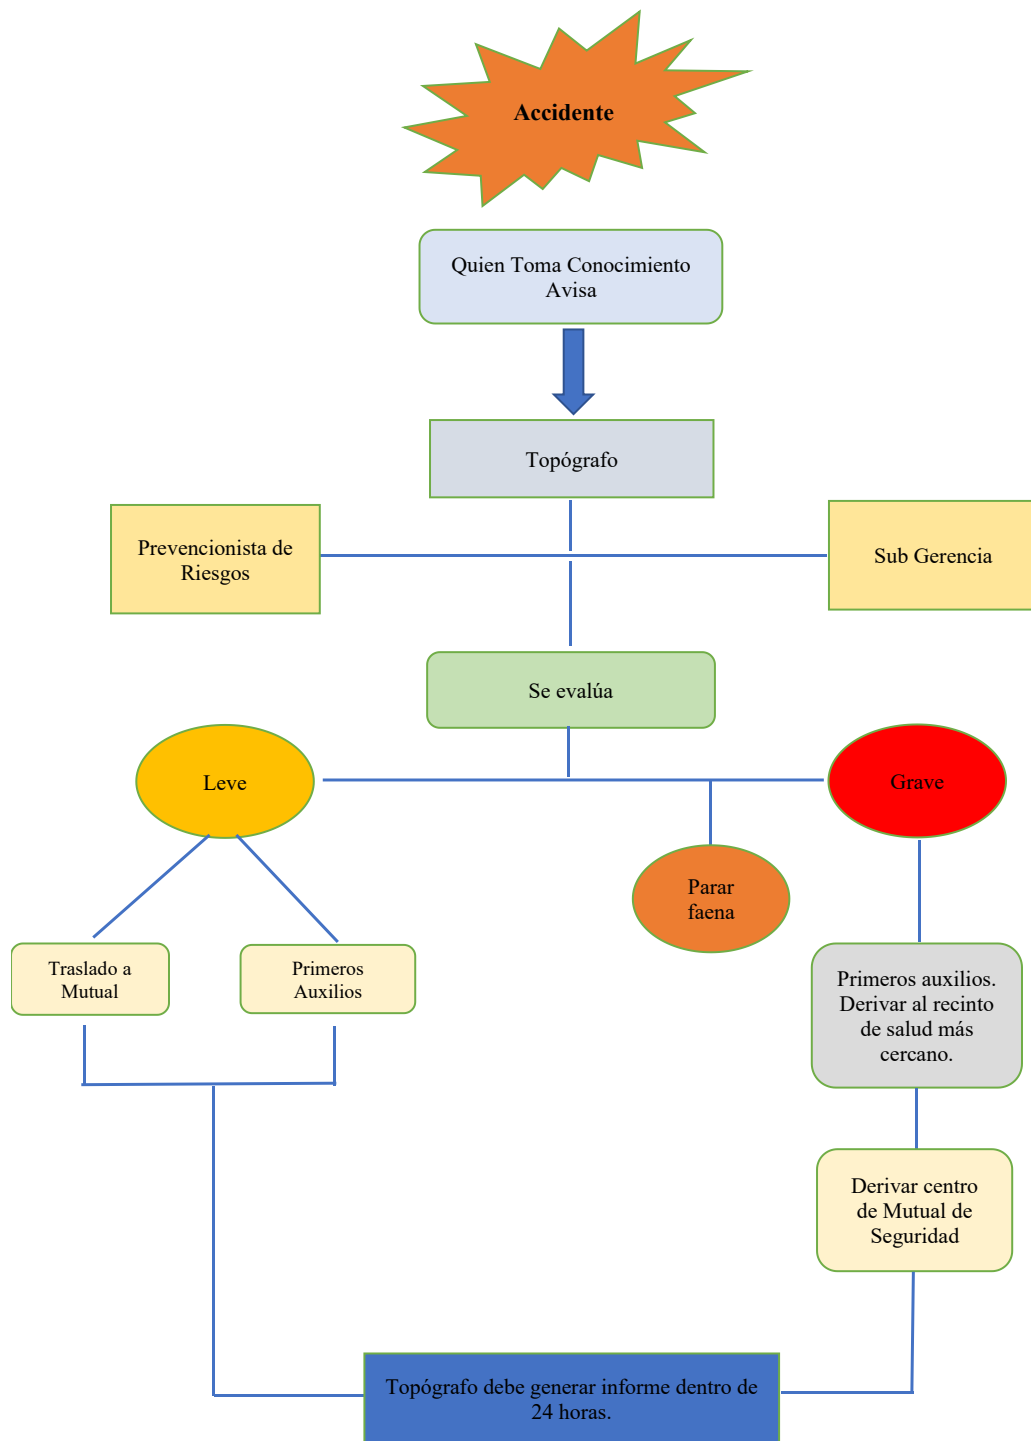 Accidente
Quien Toma Conocimiento
Avisa
Topógrafo
Prevencionista de
Riesgos
Sub Gerencia
Se evalúa
Leve
Grave
Parar
faena
Traslado a
Mutual
Primeros
Auxilios
Primeros auxilios.
Derivar al recinto
de salud más
cercano.
Derivar centro
de Mutual de
Seguridad
Topógrafo debe generar informe dentro de
24 horas.